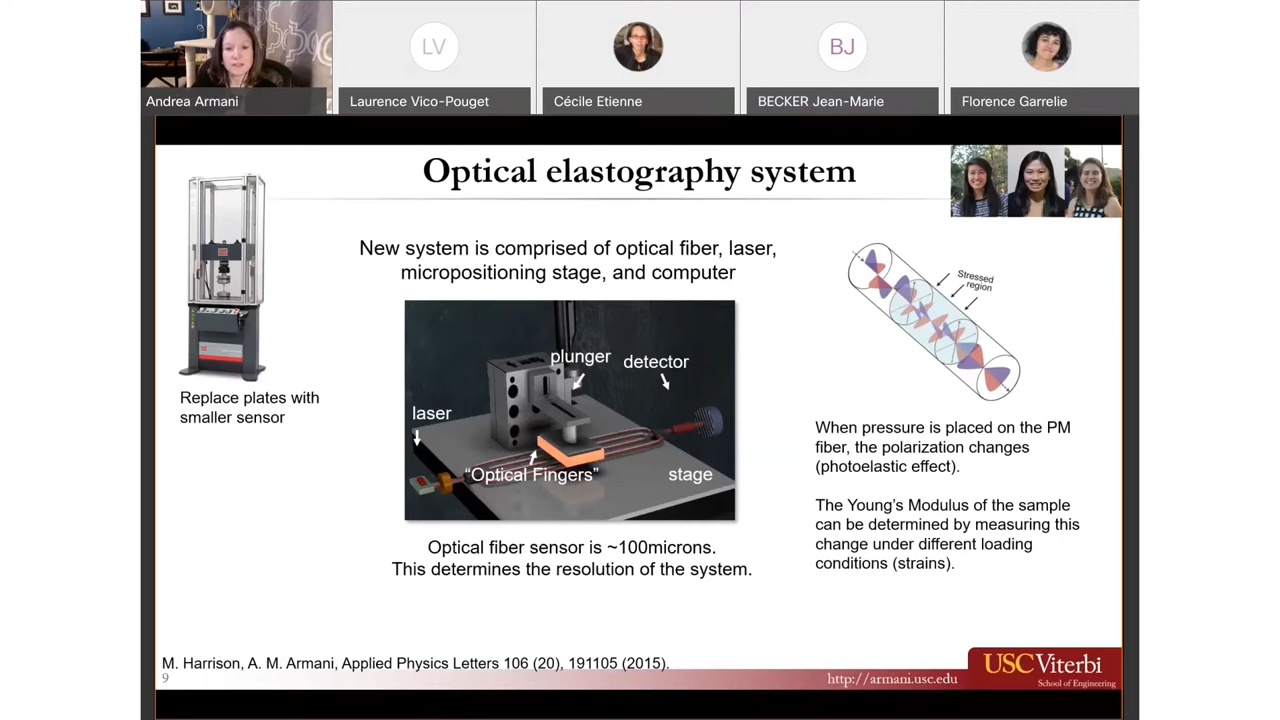 LV
BJ
Andrea Armani
Laurence Vico-Pouget
Cécile Etienne
BECKER Jean-Marie
Florence Garrelie
Optical elastography system
New system is comprised of optical fiber, laser,
micropositioning stage, and computer
Replace plates with
smaller sensor
plunger
detector
laser
"Optical Fingers"
stage
Optical fiber sensor is ~100microns.
This determines the resolution of the system.
Stressed
region
When pressure is placed on the PM
fiber, the polarization changes
(photoelastic effect).
The Young's Modulus of the sample
can be determined by measuring this
change under different loading
conditions (strains).
M. Harrison, A. M. Armani, Applied Physics Letters 106 (20), 191105 (2015).
9
http://armani.usc.edu
USC Viterbi
School of Engineering